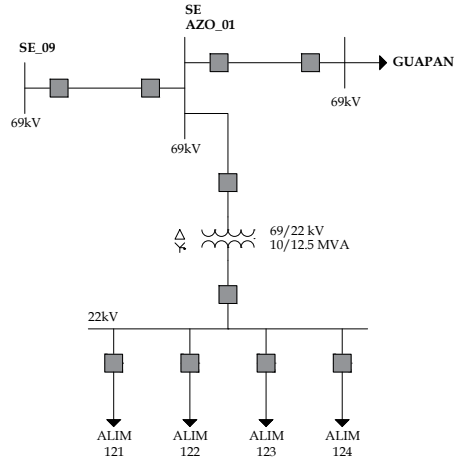 SE
AZO_01
SE_09
GUAPAN
69kV
69kV
69kV
69/22 kV
10/12.5 MVA
22kV
ALIM
121
ALIM
122
ALIM
123
ALIM
124